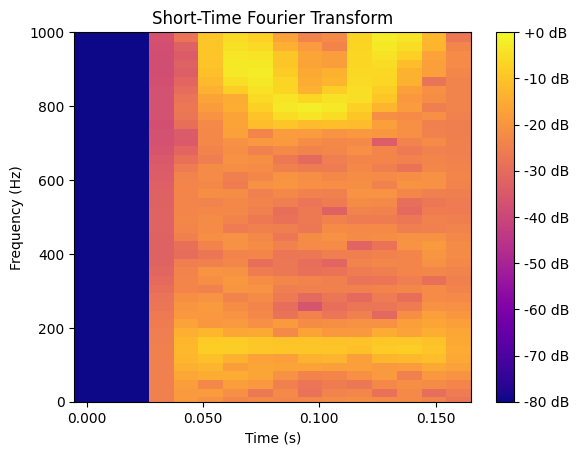 Short-Time Fourier Transform
1000
800
600
400
200
0
Frequency (Hz)
0.000
0.050
0.100
0.150
Time (s)
+0 dB
-10 dB
-20 dB
-30 dB
-40 dB
-50 dB
-60 dB
-70 dB
-80 dB